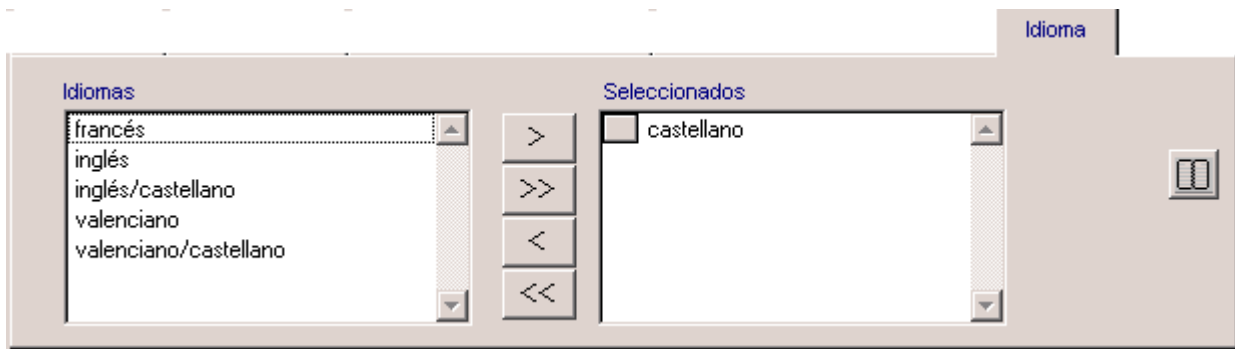 Idioma
Idiomas
Seleccionados
francés
inglés
inglés/castellano
valenciano
valenciano/castellano
>
>>
<
<<
castellano